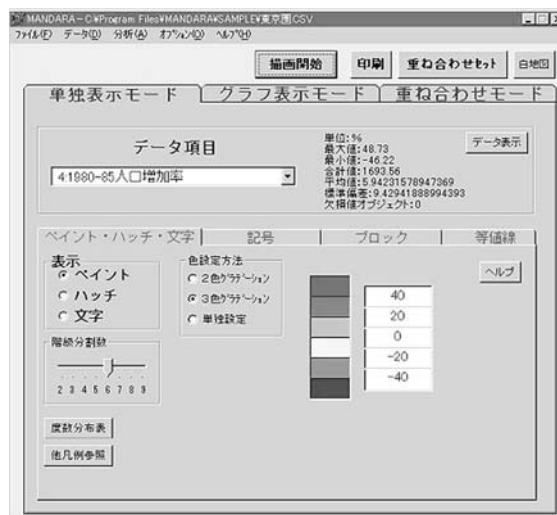 MANDARA - C:¥Program Files¥MANDARA¥SAMPLE¥東京圏.CSV
ファイル(F) データ(D) 分析(A) オプション(O) ヘルプ(H)
描画開始 印刷 重ね合わせセット 白地図
単独表示モード グラフ表示モード 重ね合わせモード
データ項目
4:1980-85人口増加率
単位:%
最大値:48.73
最小値:-46.22
合計値:1693.56
平均値:5.94231578947369
標準偏差:9.42941888994393
欠損値オブジェクト:0
データ表示
ペイント・ハッチ・文字 記号 ブロック 等値線
表示
ペイント
ハッチ
文字
色設定方法
2色グラデーション
3色グラデーション
単独設定
階級分割数
2 3 4 5 6 7 8 9
度数分布表
他凡例参照
40
20
0
-20
-40
ヘルプ